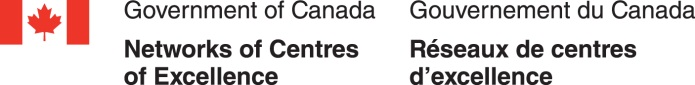 Government of Canada
Networks of Centres
of Excellence
Gouvernement du Canada
Réseaux de centres
d’excellence